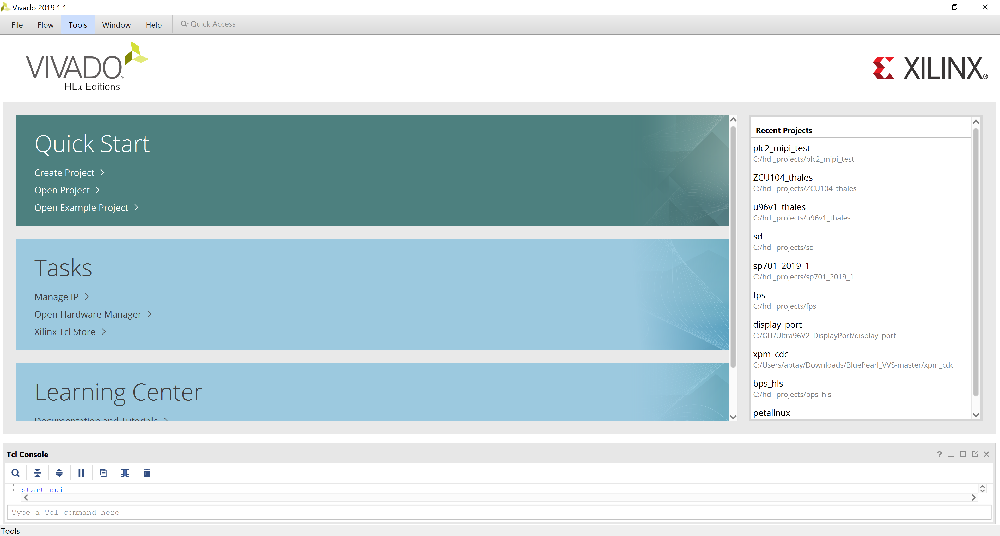 Vivado 2019.1.1
File Flow Tools Window Help Quick Access
VIVADO®
HLx Editions
XILINX®
Quick Start
Create Project
Open Project
Open Example Project
Tasks
Manage IP
Open Hardware Manager
Xilinx Tcl Store
Learning Center
Documentation and Tutorials
Recent Projects
plc2_mipi_test
C:/hdl_projects/plc2_mipi_test
ZCU104_thales
C:/hdl_projects/ZCU104_thales
u96v1_thales
C:/hdl_projects/u96v1_thales
sd
C:/hdl_projects/sd
sp701_2019_1
C:/hdl_projects/sp701_2019_1
fps
C:/hdl_projects/fps
display_port
C:/GIT/Ultra96V2_DisplayPort/display_port
xpm_cdc
C:/Users/aptay/Downloads/BluePearl_VVS-master/xpm_cdc
bps_hls
C:/hdl_projects/bps_hls
petalinux
Tcl Console
start_gui
Type a Tcl command here
Tools